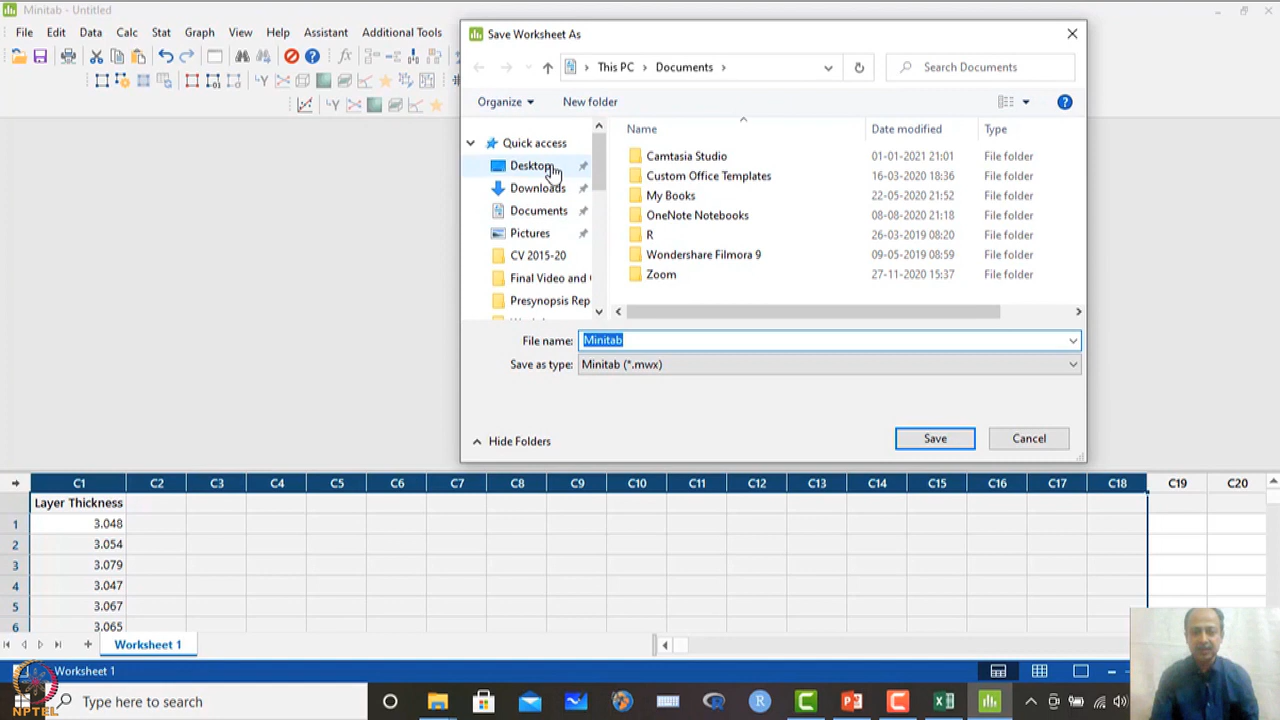 Minitab - Untitled
File Edit Data Calc Stat Graph View Help Assistant Additional Tools
Save Worksheet As
This PC Documents
Search Documents
Organize New folder
Name Date modified Type
Quick access
Desktop
Downloads
Documents
Pictures
CV 2015-20
Final Video and
Presynopsis Rep
Camtasia Studio 01-01-2021 21:01 File folder
Custom Office Templates 16-03-2020 18:36 File folder
My Books 22-05-2020 21:52 File folder
OneNote Notebooks 08-08-2020 21:18 File folder
R 26-03-2019 08:20 File folder
Wondershare Filmora 9 09-05-2019 08:59 File folder
Zoom 27-11-2020 15:37 File folder
File name: Minitab
Save as type: Minitab (*.mwx)
Hide Folders Save Cancel
C1 C2 C3 C4 C5 C6 C7 C8 C9 C10 C11 C12 C13 C14 C15 C16 C17 C18 C19 C20
Layer Thickness
1 3.048
2 3.054
3 3.079
4 3.047
5 3.067
6 3.065
Worksheet 1
Worksheet 1
Type here to search
NPTEL